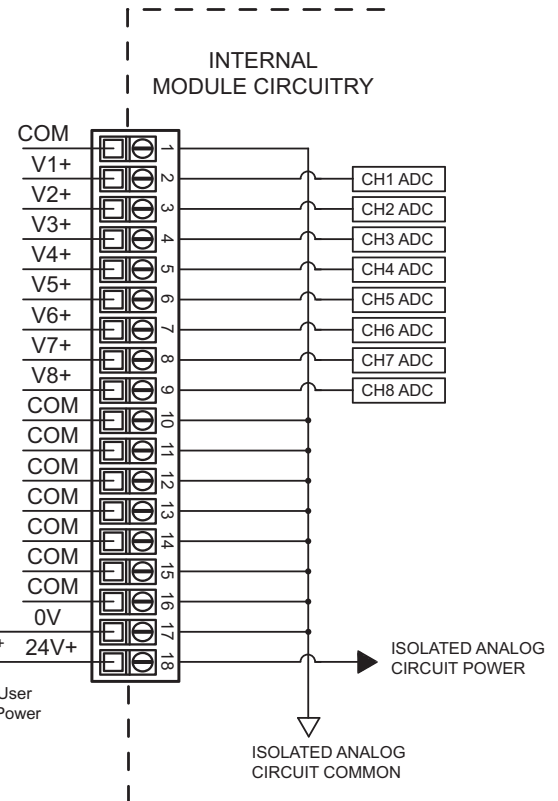 INTERNAL
MODULE CIRCUITRY
COM 1
V1+ 2 CH1 ADC
V2+ 3 CH2 ADC
V3+ 4 CH3 ADC
V4+ 5 CH4 ADC
V5+ 6 CH5 ADC
V6+ 7 CH6 ADC
V7+ 8 CH7 ADC
V8+ 9 CH8 ADC
COM 10
COM 11
COM 12
COM 13
COM 14
COM 15
COM 16
0V 17
+ 24V+ 18
ISOLATED ANALOG
CIRCUIT POWER
User
Power
ISOLATED ANALOG
CIRCUIT COMMON